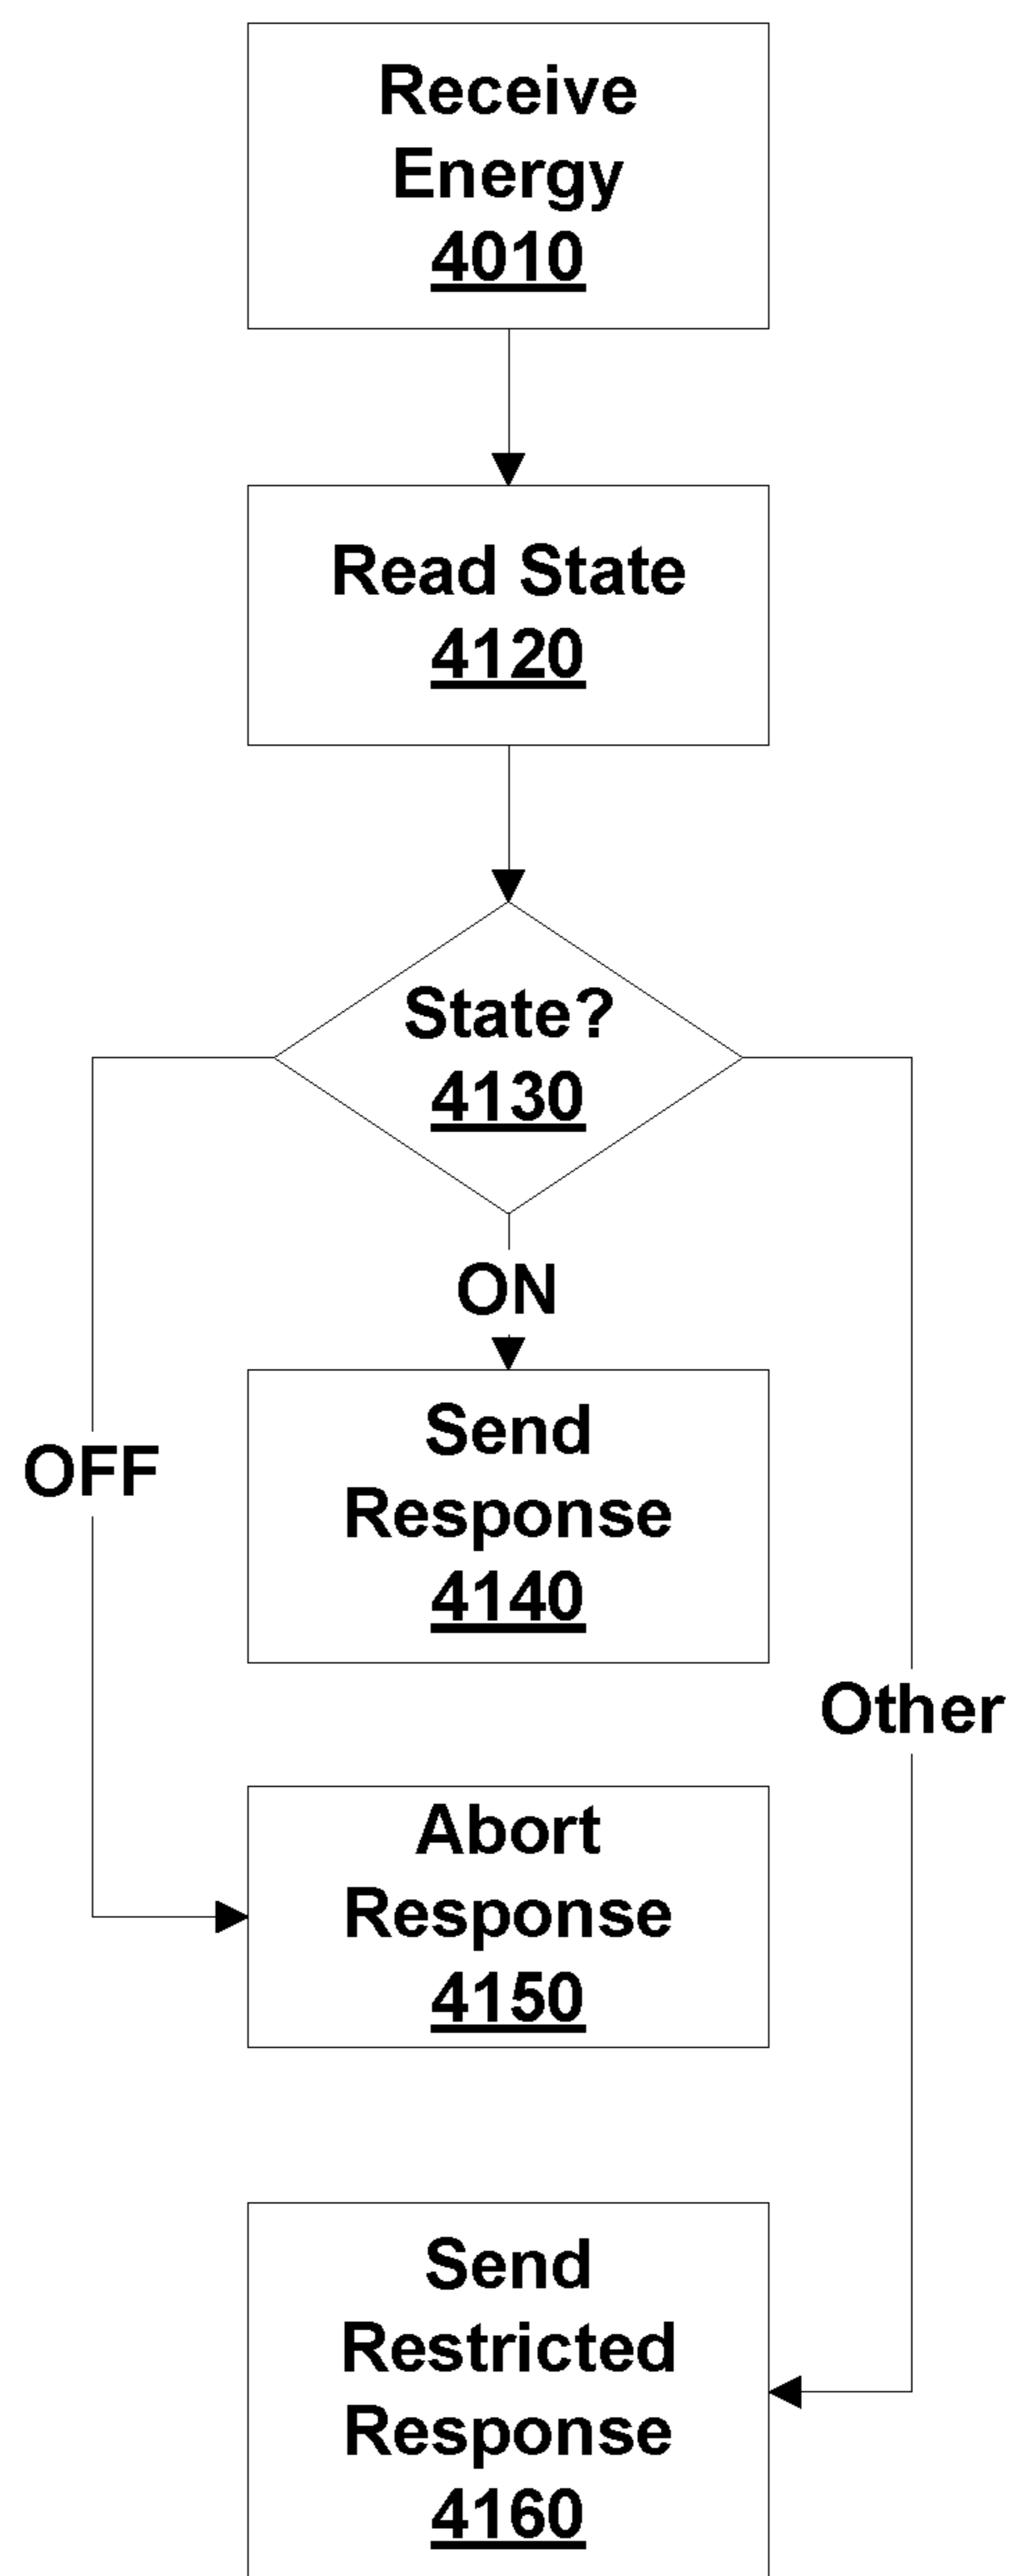 Receive
Energy
4010
Read State
4120
State?
4130
ON
OFF
Send
Response
4140
Other
Abort
Response
4150
Send
Restricted
Response
4160